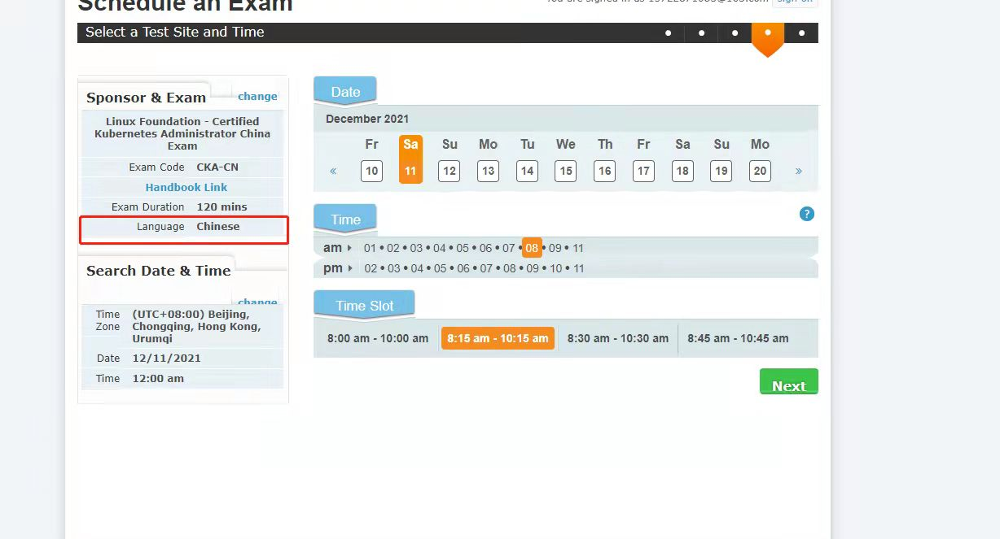 Schedule an Exam
Select a Test Site and Time
Sponsor & Exam
change
Linux Foundation - Certified
Kubernetes Administrator China
Exam
Exam Code CKA-CN
Handbook Link
Exam Duration 120 mins
Language Chinese
Search Date & Time
change
Time Zone (UTC+08:00) Beijing,
Chongqing, Hong Kong,
Urumqi
Date 12/11/2021
Time 12:00 am
Date
December 2021
Fr Sa Su Mo Tu We Th Fr Sa Su Mo
« 10 11 12 13 14 15 16 17 18 19 20 »
Time
?
am 01 • 02 • 03 • 04 • 05 • 06 • 07 • 08 • 09 • 11
pm 02 • 03 • 04 • 05 • 06 • 07 • 08 • 09 • 10 • 11
Time Slot
8:00 am - 10:00 am 8:15 am - 10:15 am 8:30 am - 10:30 am 8:45 am - 10:45 am
Next